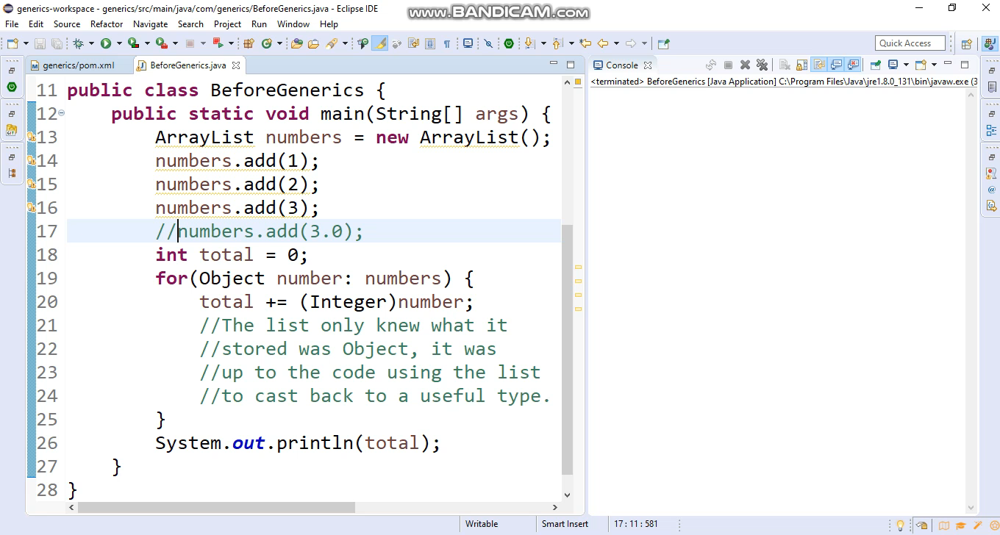 generics-workspace - generics/src/main/java/com/generics/BeforeGenerics.java - Eclipse IDE
www.BANDICAM.com
File Edit Source Refactor Navigate Search Project Run Window Help
Quick Access
generics/pom.xml BeforeGenerics.java
Console
<terminated> BeforeGenerics [Java Application] C:\Program Files\Java\jre1.8.0_131\bin\javaw.exe (3
11 public class BeforeGenerics {
12 public static void main(String[] args) {
13 ArrayList numbers = new ArrayList();
14 numbers.add(1);
15 numbers.add(2);
16 numbers.add(3);
17 //numbers.add(3.0);
18 int total = 0;
19 for(Object number: numbers) {
20 total += (Integer)number;
21 //The list only knew what it
22 //stored was Object, it was
23 //up to the code using the list
24 //to cast back to a useful type.
25 }
26 System.out.println(total);
27 }
28 }
Writable Smart Insert 17 : 11 : 581